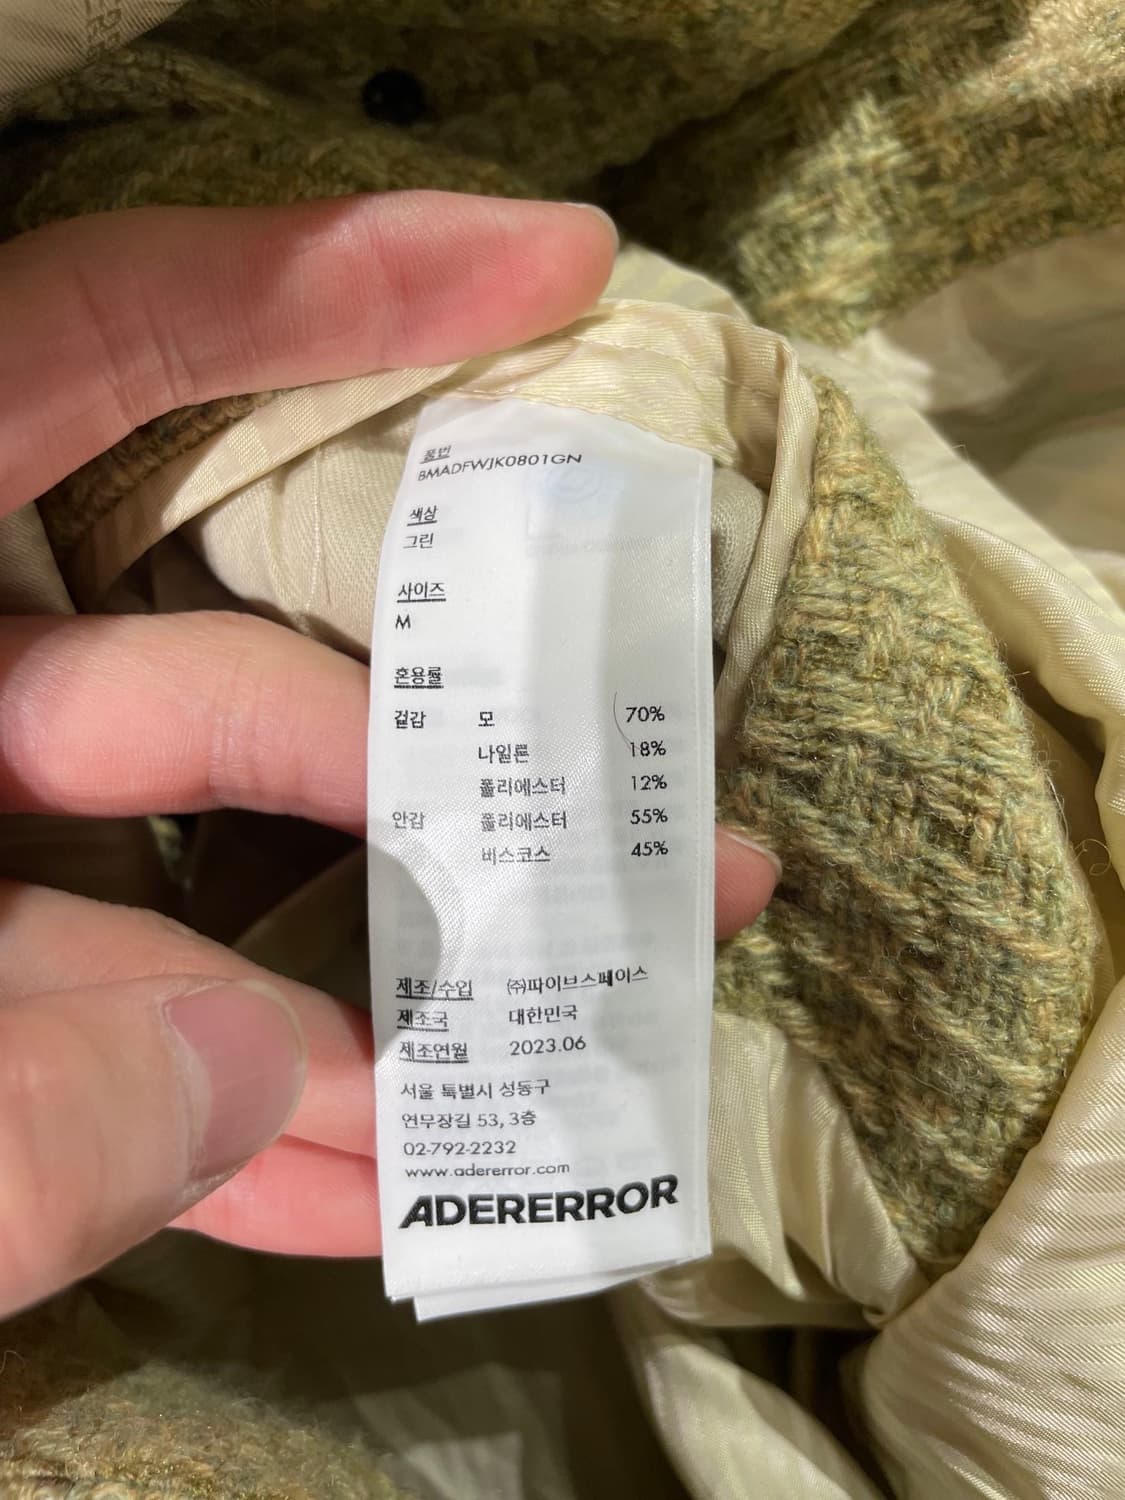 품번
BMADFWJK0801GN
색상
그린
사이즈
M
혼용률
겉감 모 70%
나일론 18%
폴리에스터 12%
안감 폴리에스터 55%
비스코스 45%
제조/수입 ㈜파이브스페이스
제조국 대한민국
제조연월 2023.06
서울 특별시 성동구
연무장길 53, 3층
02-792-2232
www.adererror.com
ADERERROR